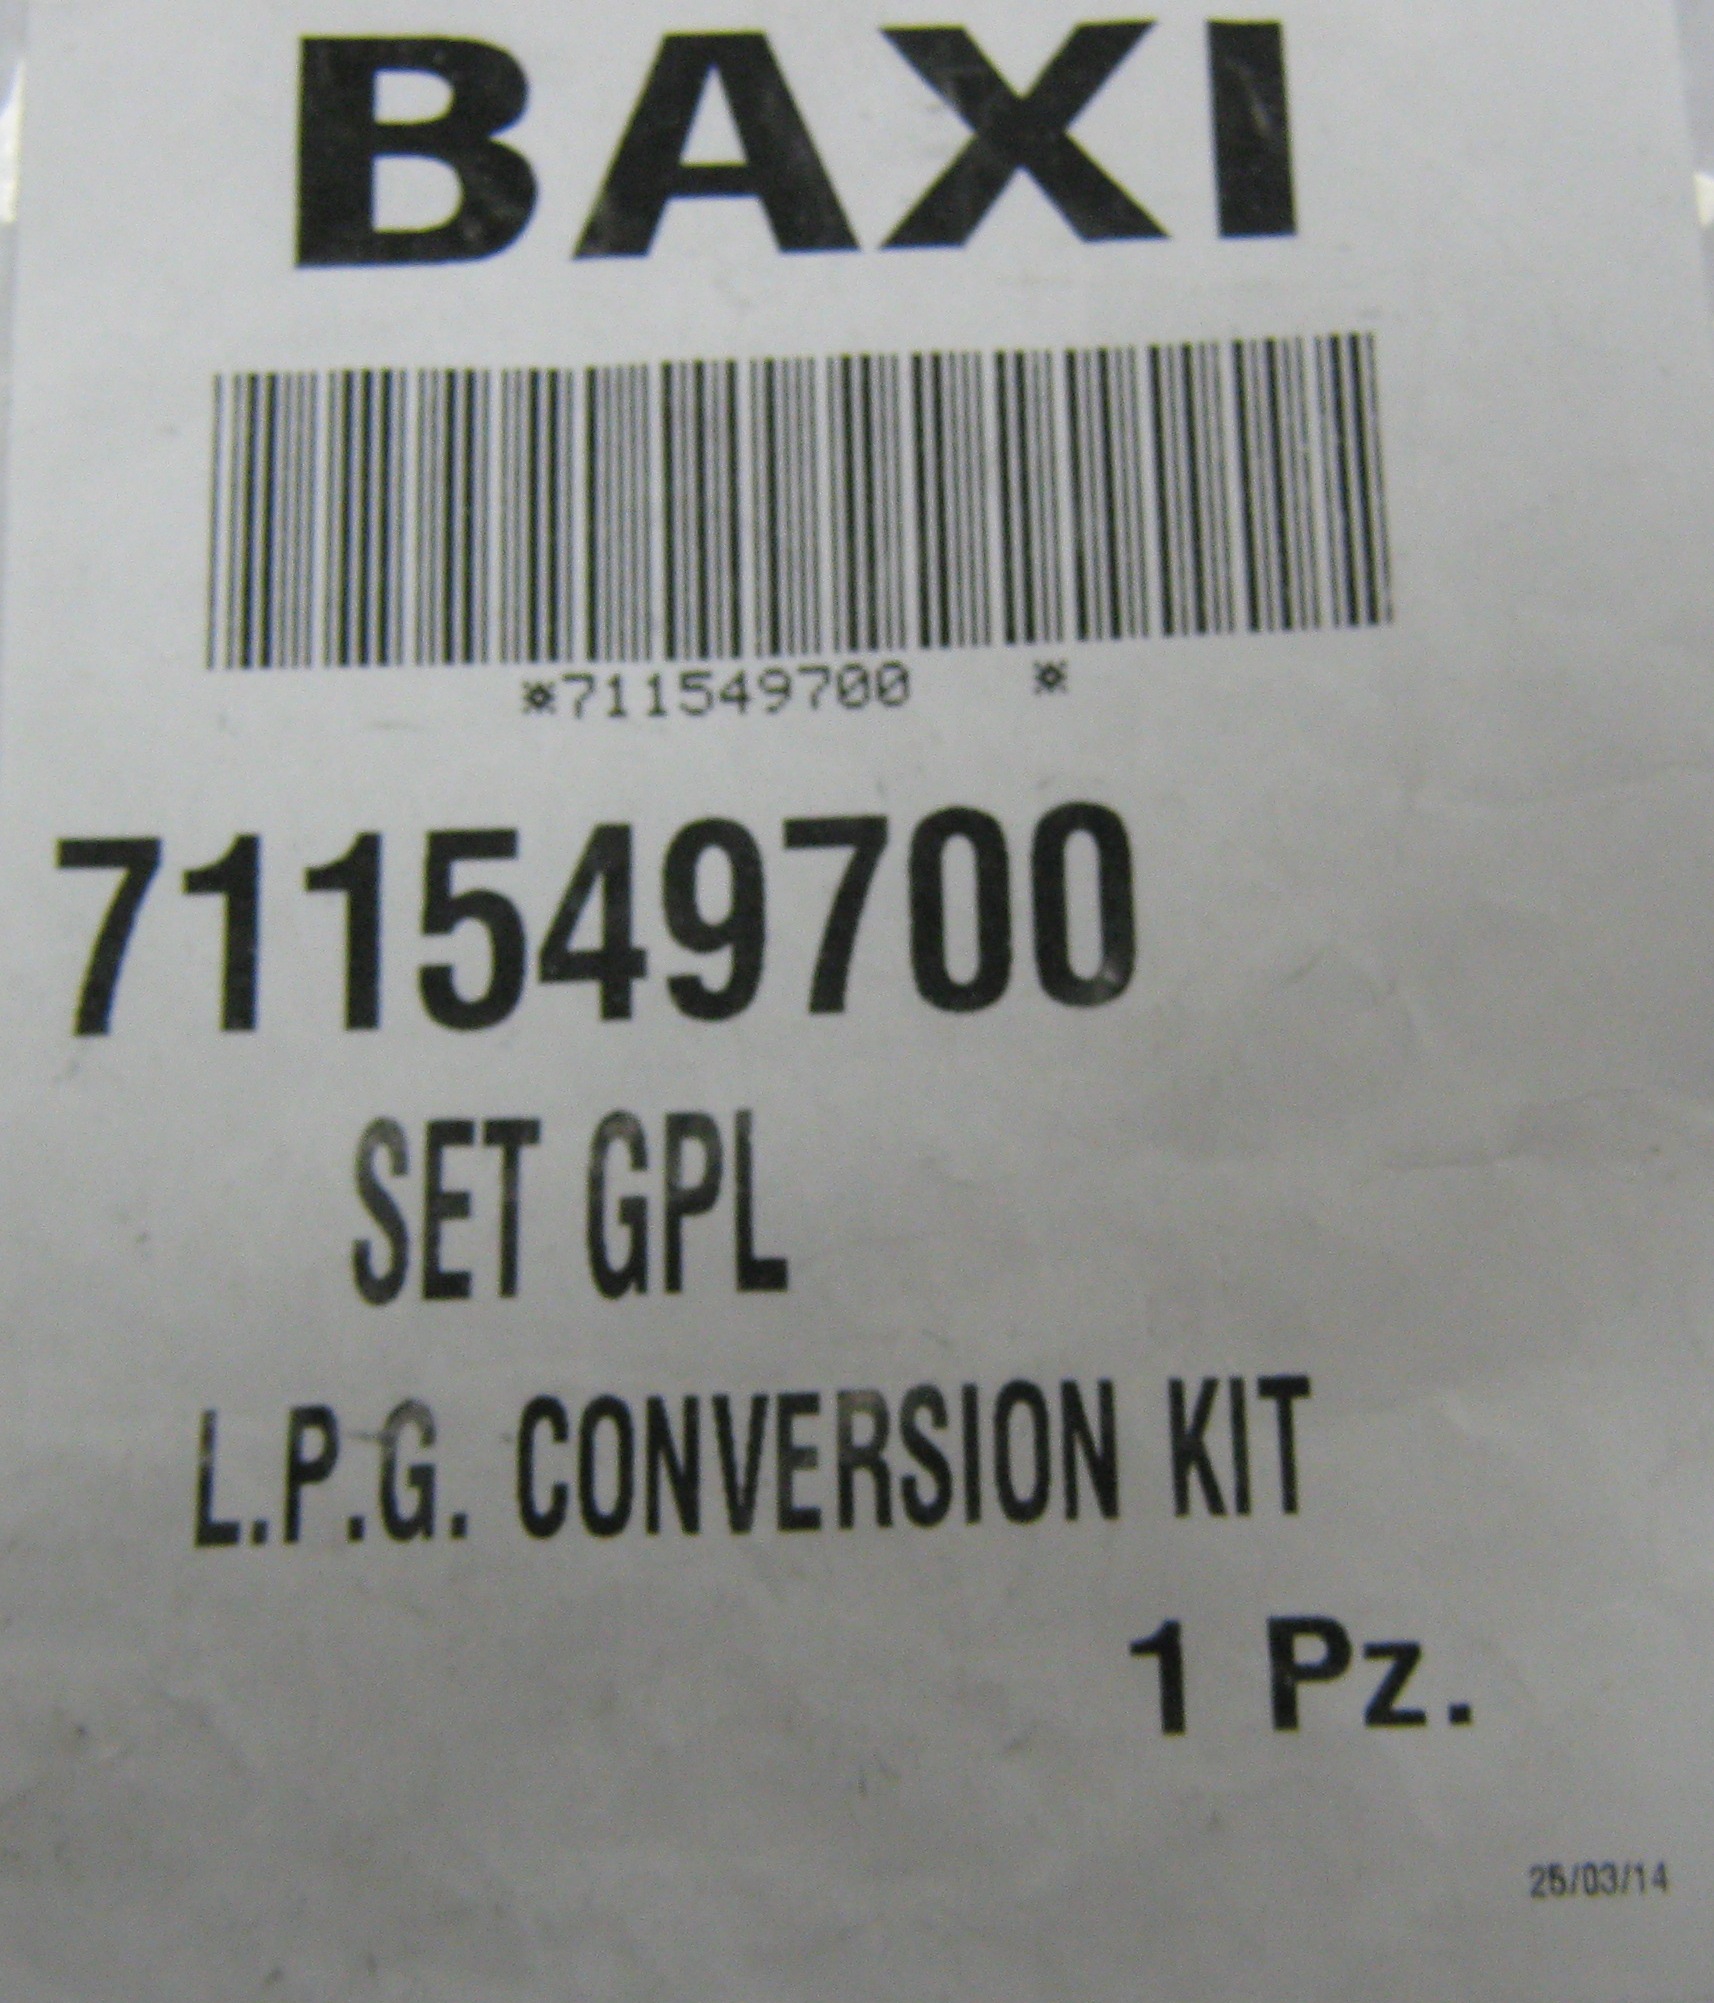 BAXI
*711549700 *
711549700
SET GPL
L.P.G. CONVERSION KIT
1 Pz.
25/03/14